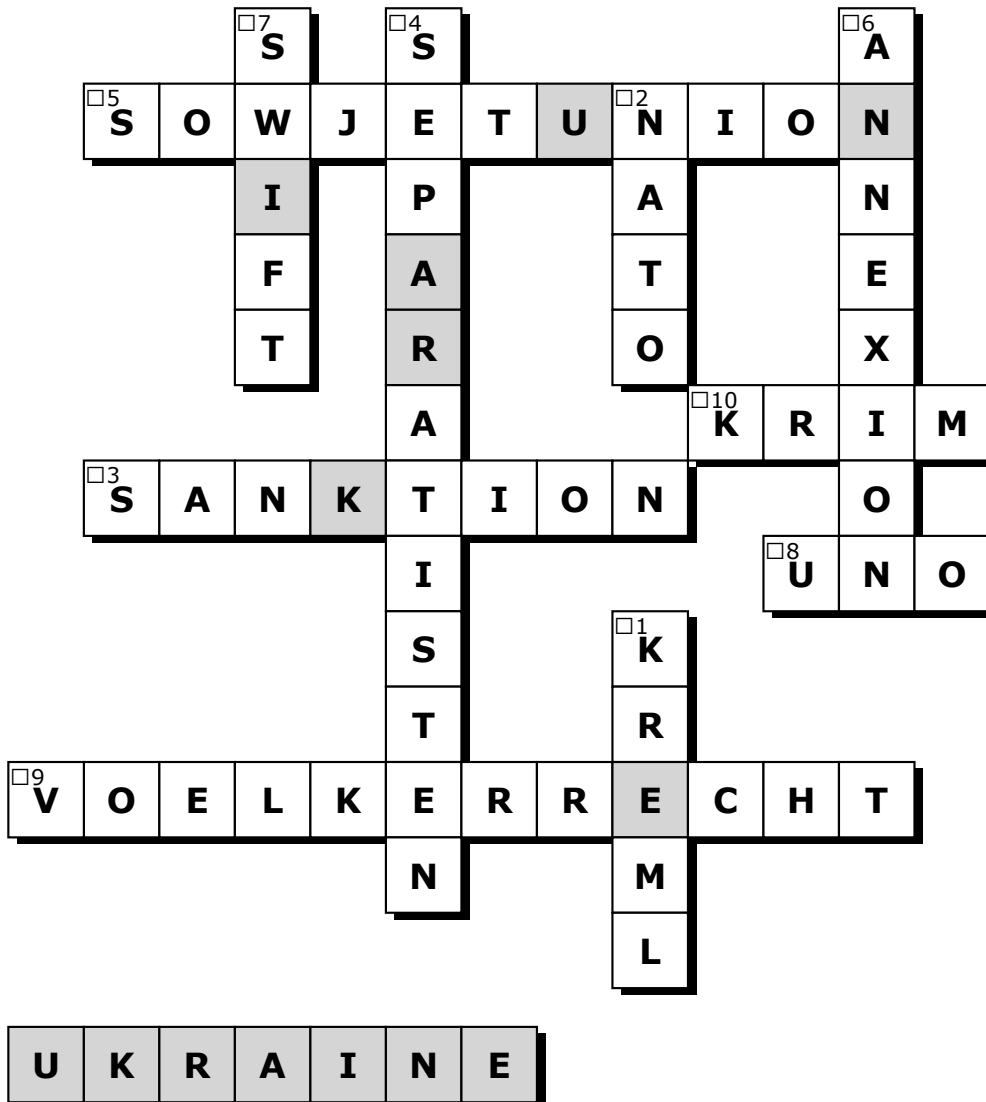 □7 S □4 S □6 A
□5 S O W J E T U □2 N I O N
I P A N
F A T E
T R O X
A □10 K R I M
□3 S A N K T I O N O
I □8 U N O
S □1 K
T R
□9 V O E L K E R R E C H T
N M
L
U K R A I N E